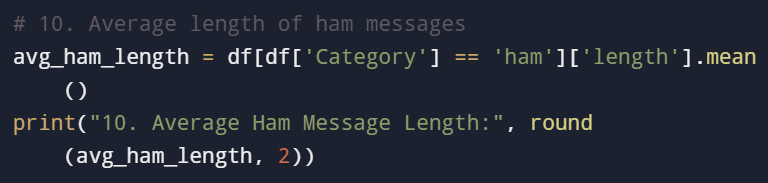 # 10. Average length of ham messages
avg_ham_length = df[df['Category'] == 'ham']['length'].mean
()
print("10. Average Ham Message Length:", round
(avg_ham_length, 2))